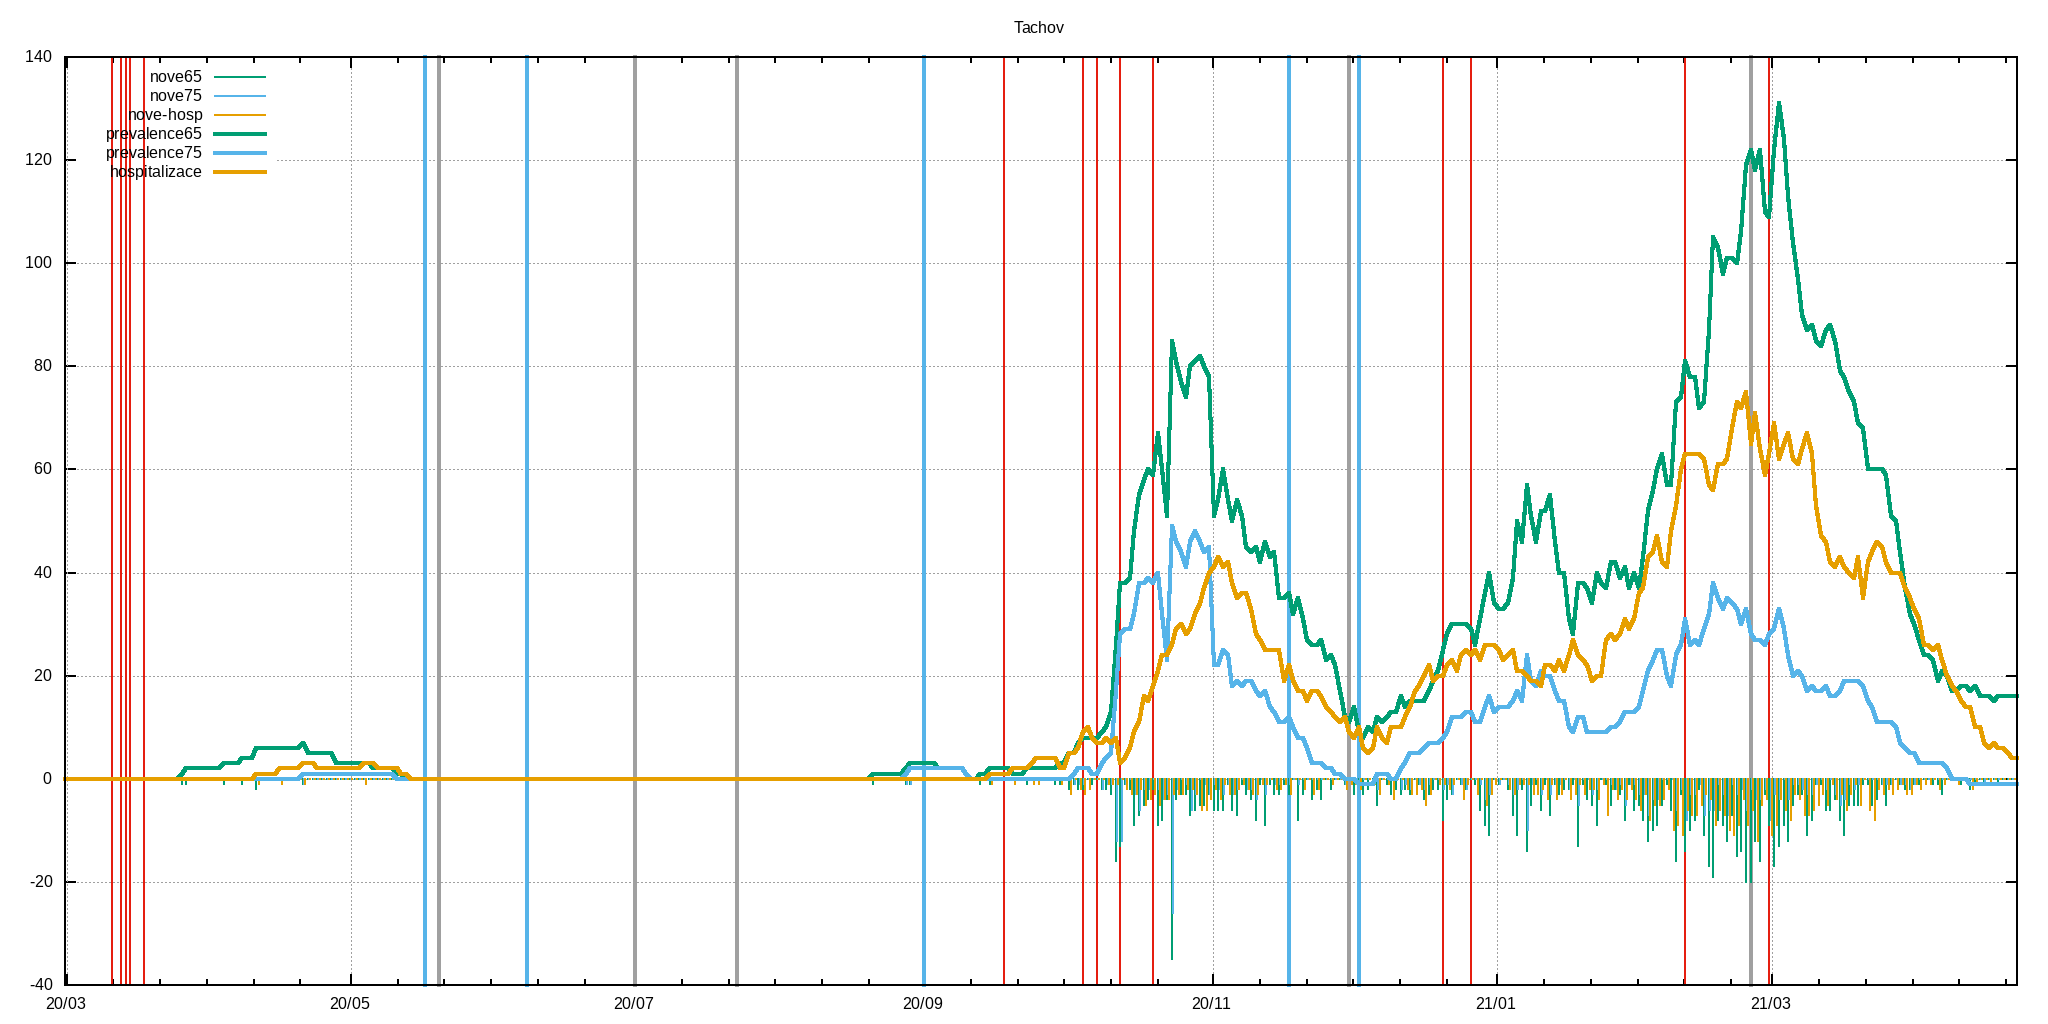 Tachov
140
120
100
80
60
40
20
0
-20
-40
nove65
nove75
nove-hosp
prevalence65
prevalence75
hospitalizace
20/03 20/05 20/07 20/09 20/11 21/01 21/03